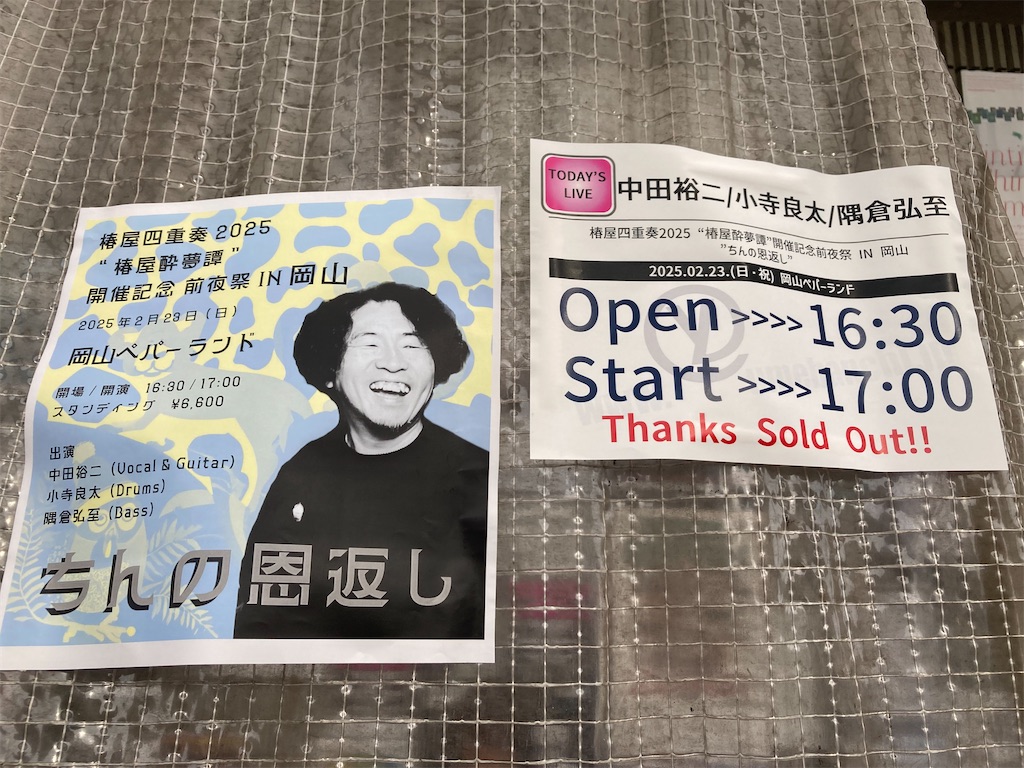 椿屋四重奏2025
“椿屋酔夢譚”
開催記念 前夜祭 IN 岡山
2025年2月23日(日)
岡山ペパーランド
開場/開演 16:30/17:00
スタンディング ¥6,600
出演
中田裕二(Vocal & Guitar)
小寺良太(Drums)
隅倉弘至(Bass)
ちんの恩返し
TODAY'S
LIVE
中田裕二/小寺良太/隅倉弘至
椿屋四重奏2025 “椿屋酔夢譚”開催記念前夜祭 IN 岡山
”ちんの恩返し”
2025.02.23.(日・祝) 岡山ペパーランド
Open >>>> 16:30
Start >>>> 17:00
Thanks Sold Out!!